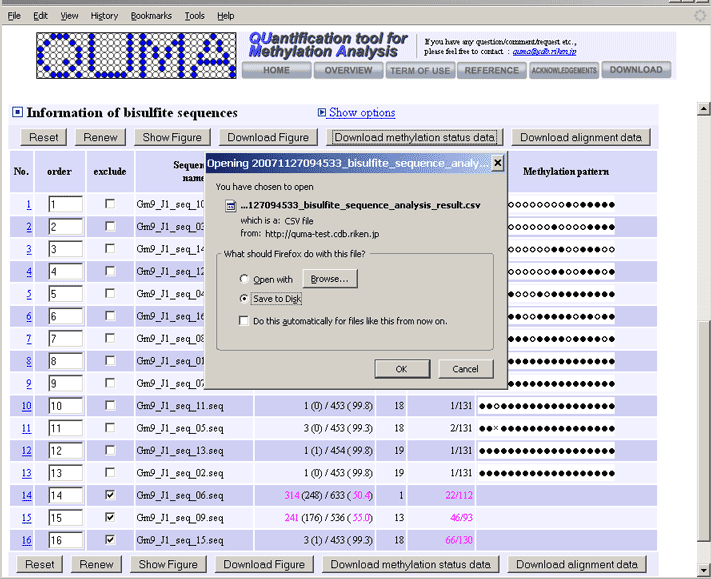 File Edit View History Bookmarks Tools Help
QUMA
QUantification tool for
Methylation Analysis
If you have any question/comment/request etc.,
please feel free to contact : quma@cdb.riken.jp
HOME OVERVIEW TERM OF USE REFERENCE ACKNOWLEDGEMENTS DOWNLOAD
Information of bisulfite sequences
Show options
Reset Renew Show Figure Download Figure Download methylation status data Download alignment data
No. order exclude Methylation pattern
Opening 20071127094533_bisulfite_sequence_analy...
You have chosen to open
...127094533_bisulfite_sequence_analysis_result.csv
which is a: CSV file
from: http://quma-test.cdb.riken.jp
What should Firefox do with this file?
Open with Browse...
Save to Disk
Do this automatically for files like this from now on.
OK Cancel
1 1 Gm9_J1_seq_10
2 2 Gm9_J1_seq_03
3 3 Gm9_J1_seq_14
4 4 Gm9_J1_seq_12
5 5 Gm9_J1_seq_04
6 6 Gm9_J1_seq_16
7 7 Gm9_J1_seq_08
8 8 Gm9_J1_seq_01
9 9 Gm9_J1_seq_07
10 10 Gm9_J1_seq_11.seq 1 (0) / 453 ( 99.8) 18 1/131
11 11 Gm9_J1_seq_05.seq 3 (0) / 453 ( 99.3) 18 2/131
12 12 Gm9_J1_seq_13.seq 1 (1) / 454 ( 99.8) 19 1/131
13 13 Gm9_J1_seq_02.seq 1 (0) / 453 ( 99.8) 19 1/131
14 14 Gm9_J1_seq_06.seq 314 (248) / 633 ( 50.4) 1 22/112
15 15 Gm9_J1_seq_09.seq 241 (176) / 536 ( 55.0) 13 46/93
16 16 Gm9_J1_seq_15.seq 3 (1) / 453 ( 99.3) 18 66/130
Reset Renew Show Figure Download Figure Download methylation status data Download alignment data